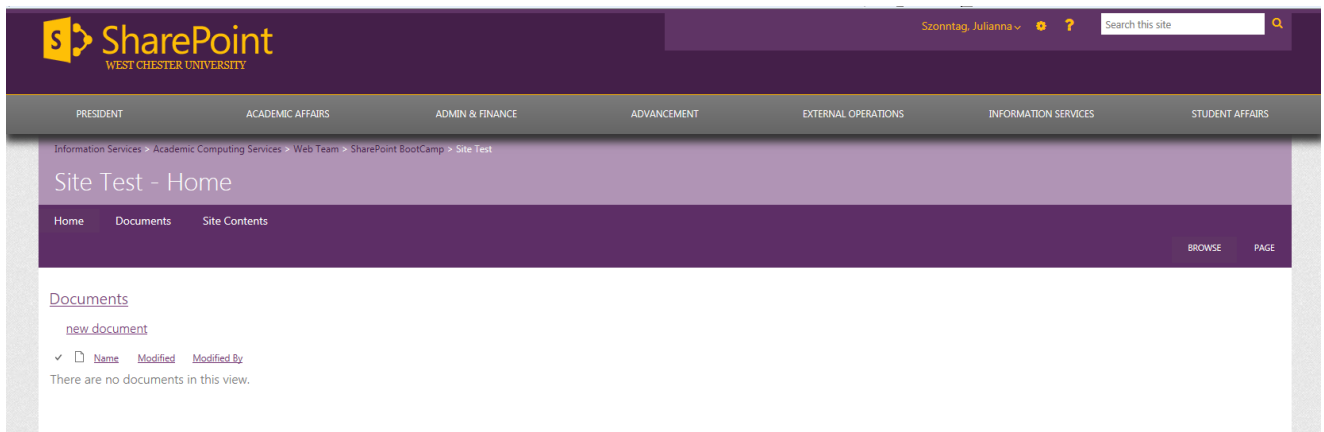 Szonntag, Julianna ? Search this site
S SharePoint
WEST CHESTER UNIVERSITY
PRESIDENT ACADEMIC AFFAIRS ADMIN & FINANCE ADVANCEMENT EXTERNAL OPERATIONS INFORMATION SERVICES STUDENT AFFAIRS
Information Services > Academic Computing Services > Web Team > SharePoint BootCamp > Site Test
Site Test - Home
Home Documents Site Contents
BROWSE PAGE
Documents
new document
✓ Name Modified Modified By
There are no documents in this view.